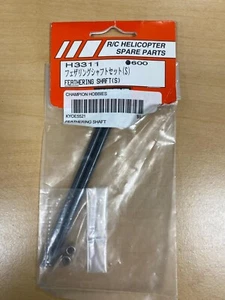 R/C HELICOPTER
SPARE PARTS
H3311 ●600
フェザリングシャフトセット(S)
FEATHERING SHAFT(S)
CHAMPION HOBBIES
FEATHERING SHAFT